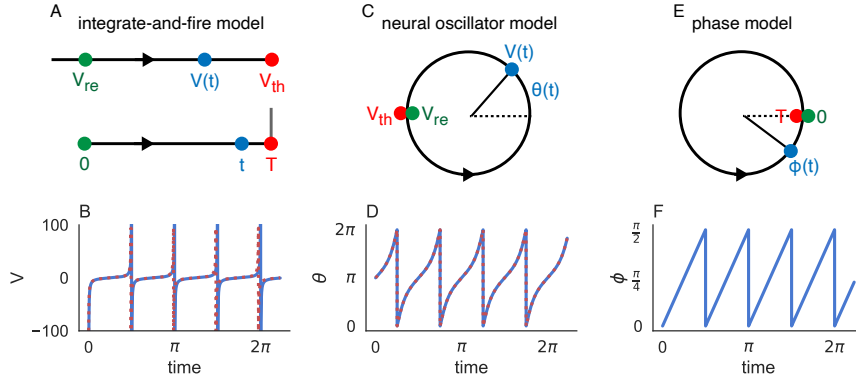 A
integrate-and-fire model
V_re
V(t)
V_th
0
t
T
B
100
0
−100
V
0
π
2π
time
C
neural oscillator model
V(t)
θ(t)
V_th
V_re
D
2π
π
0
θ
0
π
2π
time
E
phase model
T
0
ϕ(t)
F
π/2
π/4
0
ϕ
0
π
2π
time